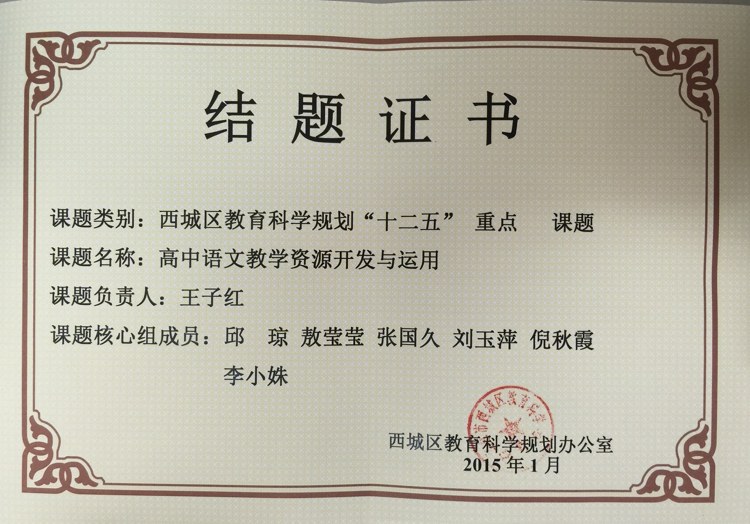 结题证书
课题类别：西城区教育科学规划“十二五” 重点 课题
课题名称：高中语文教学资源开发与运用
课题负责人：王子红
课题核心组成员：邱 琼 敖莹莹 张国久 刘玉萍 倪秋霞
李小姝
西城区教育科学规划办公室
2015年1月